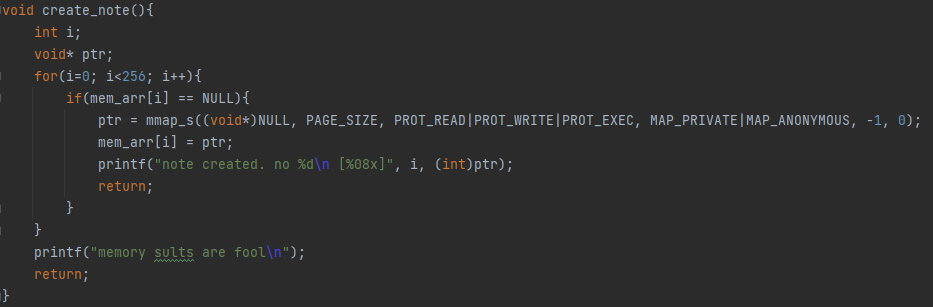 void create_note(){
    int i;
    void* ptr;
    for(i=0; i<256; i++){
        if(mem_arr[i] == NULL){
            ptr = mmap_s((void*)NULL, PAGE_SIZE, PROT_READ|PROT_WRITE|PROT_EXEC, MAP_PRIVATE|MAP_ANONYMOUS, -1, 0);
            mem_arr[i] = ptr;
            printf("note created. no %d\n [%08x]", i, (int)ptr);
            return;
        }
    }
    printf("memory sults are fool\n");
    return;
}